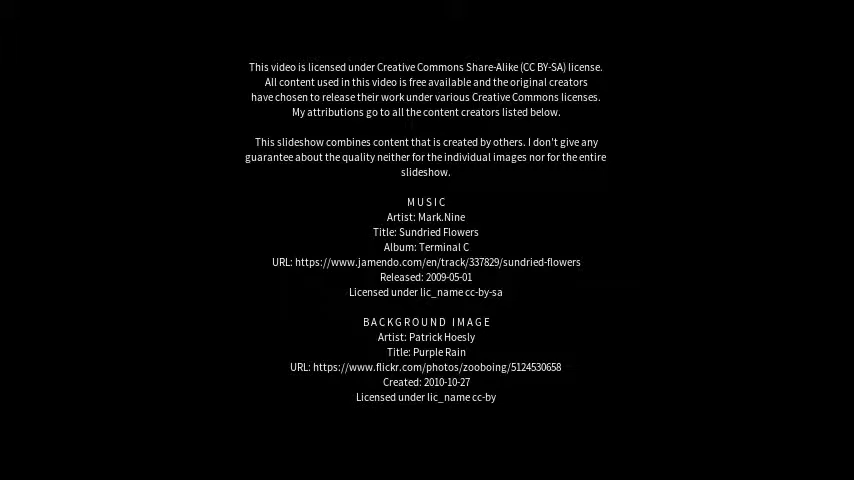 This video is licensed under Creative Commons Share-Alike (CC BY-SA) license.
All content used in this video is free available and the original creators
have chosen to release their work under various Creative Commons licenses.
My attributions go to all the content creators listed below.
This slideshow combines content that is created by others. I don't give any
guarantee about the quality neither for the individual images nor for the entire
slideshow.
MUSIC
Artist: Mark.Nine
Title: Sundried Flowers
Album: Terminal C
URL: https://www.jamendo.com/en/track/337829/sundried-flowers
Released: 2009-05-01
Licensed under lic_name cc-by-sa
BACKGROUND IMAGE
Artist: Patrick Hoesly
Title: Purple Rain
URL: https://www.flickr.com/photos/zooboing/5124530658
Created: 2010-10-27
Licensed under lic_name cc-by